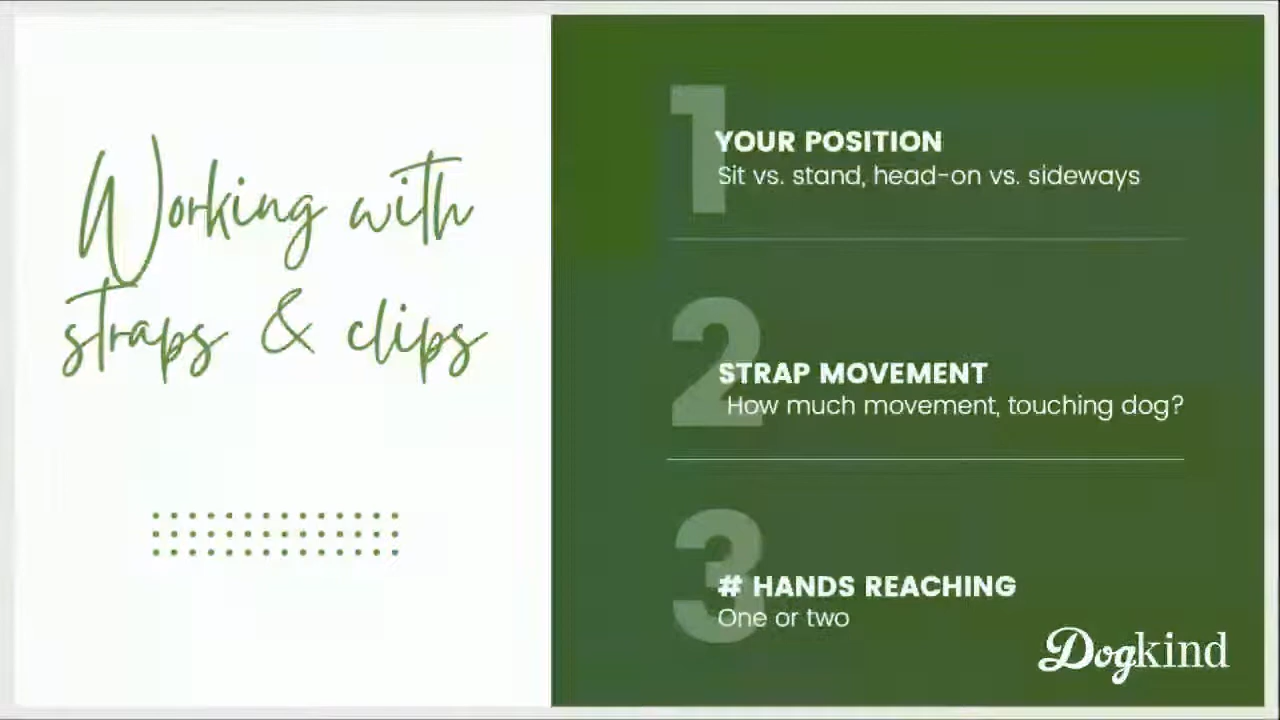 Working with
straps & clips
1
YOUR POSITION
Sit vs. stand, head-on vs. sideways
2
STRAP MOVEMENT
How much movement, touching dog?
3
# HANDS REACHING
One or two
Dogkind